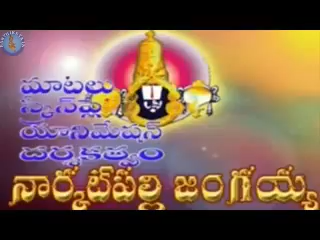 మాటలు
స్క్రీన్‌ప్లే
యానిమేషన్
దర్శకత్వం
నార్కట్‌పల్లి జంగయ్య